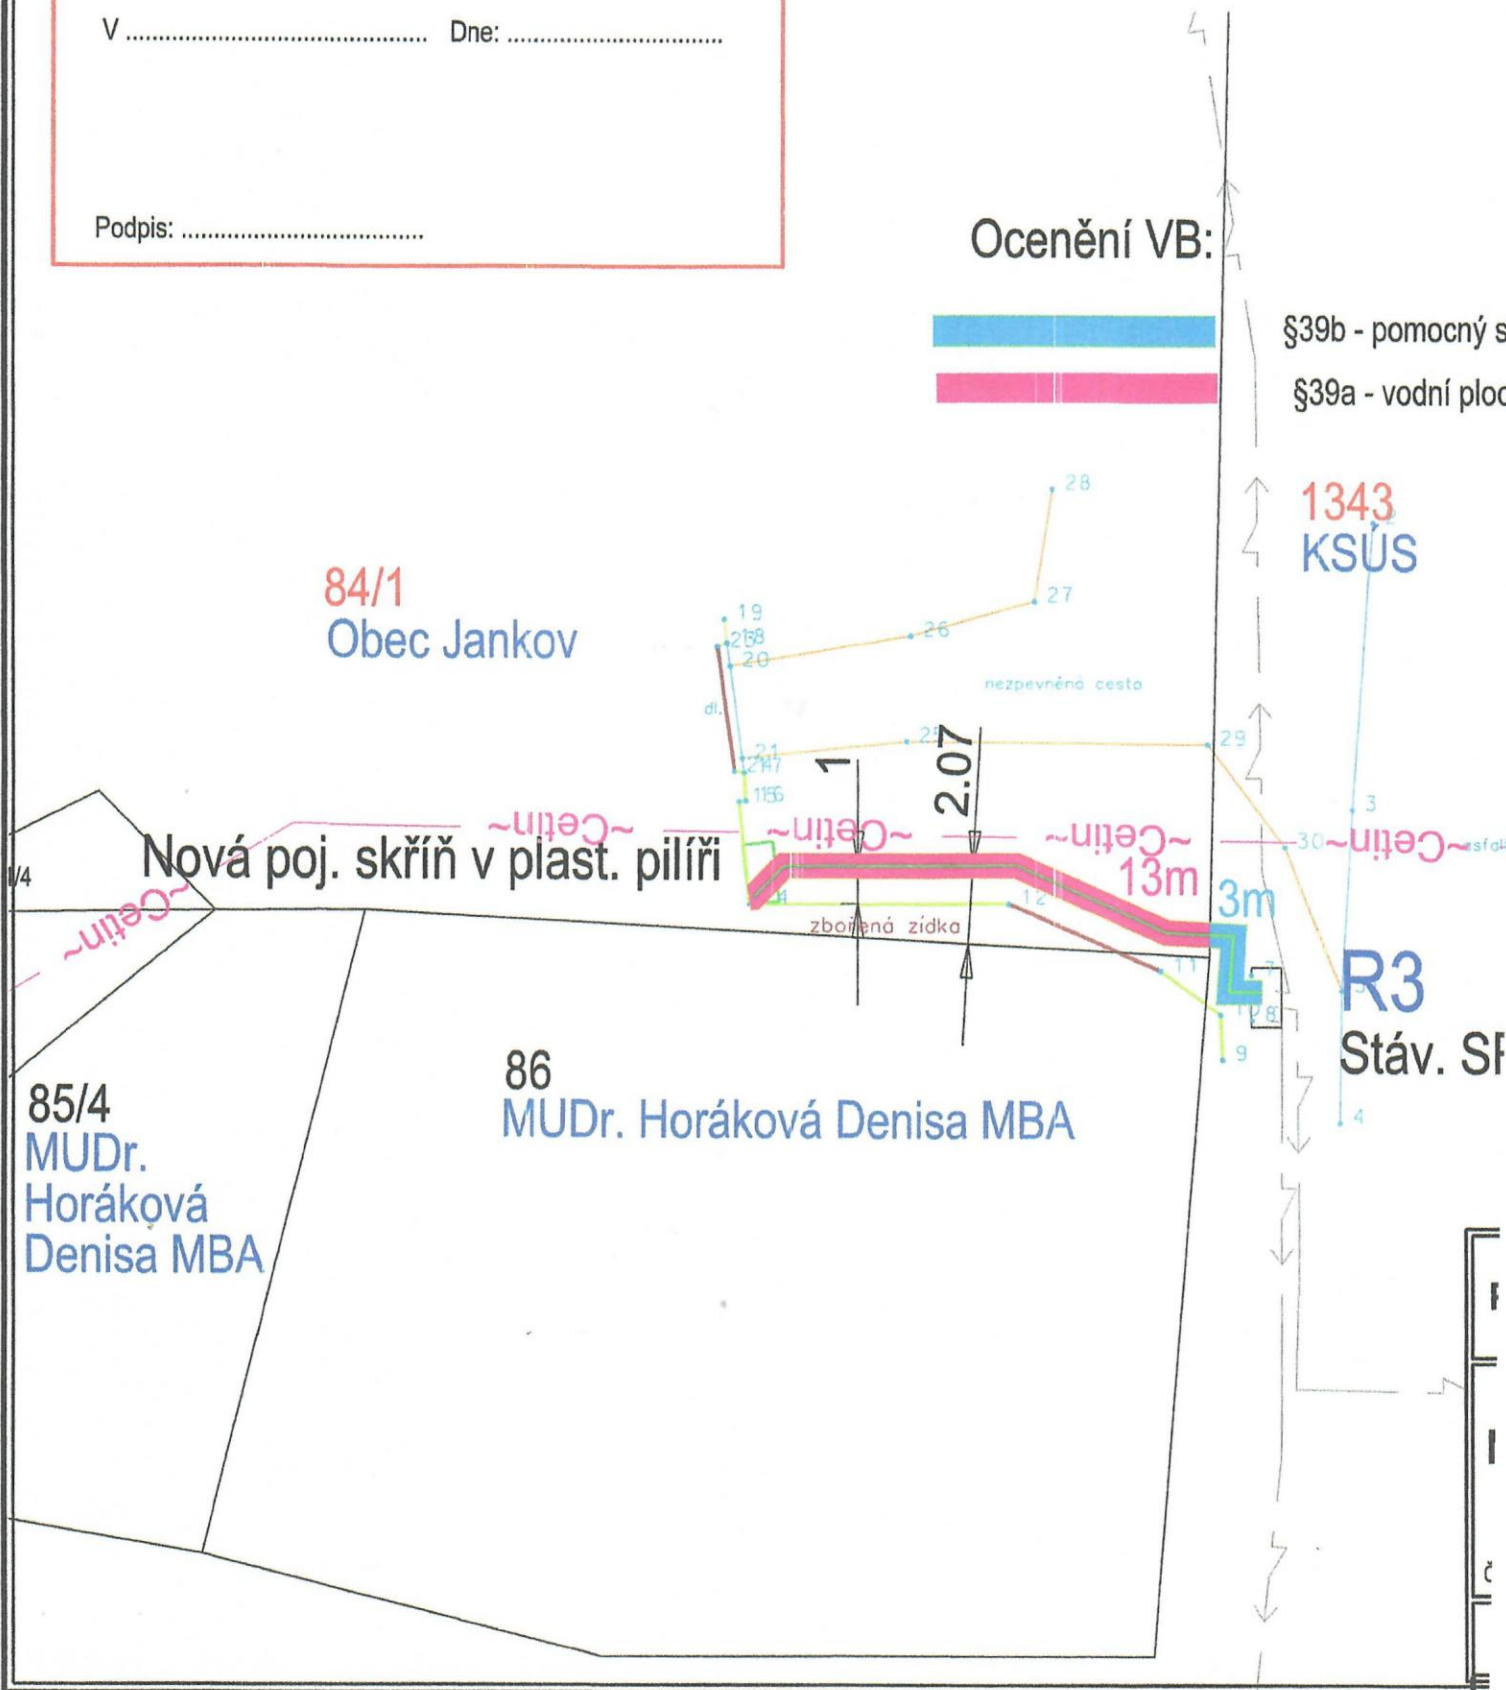 V ............................................ Dne: ................................
Podpis: ....................................
Ocenění VB:
§39b - pomocný s
§39a - vodní ploc
1343
KSÚS
2
28
27
26
84/1
Obec Jankov
19
20
nezpevněná cesta
dl.
21
25
29
1
2.07
3
~Cetin~
~Cetin~
~Cetin~
30
~Cetin~
Nová poj. skříň v plast. pilíři
/4
~Cetin~
13m
3m
12
zbořená zídka
11
7
R3
8
9
Stáv. SP
4
86
MUDr. Horáková Denisa MBA
85/4
MUDr.
Horáková
Denisa MBA